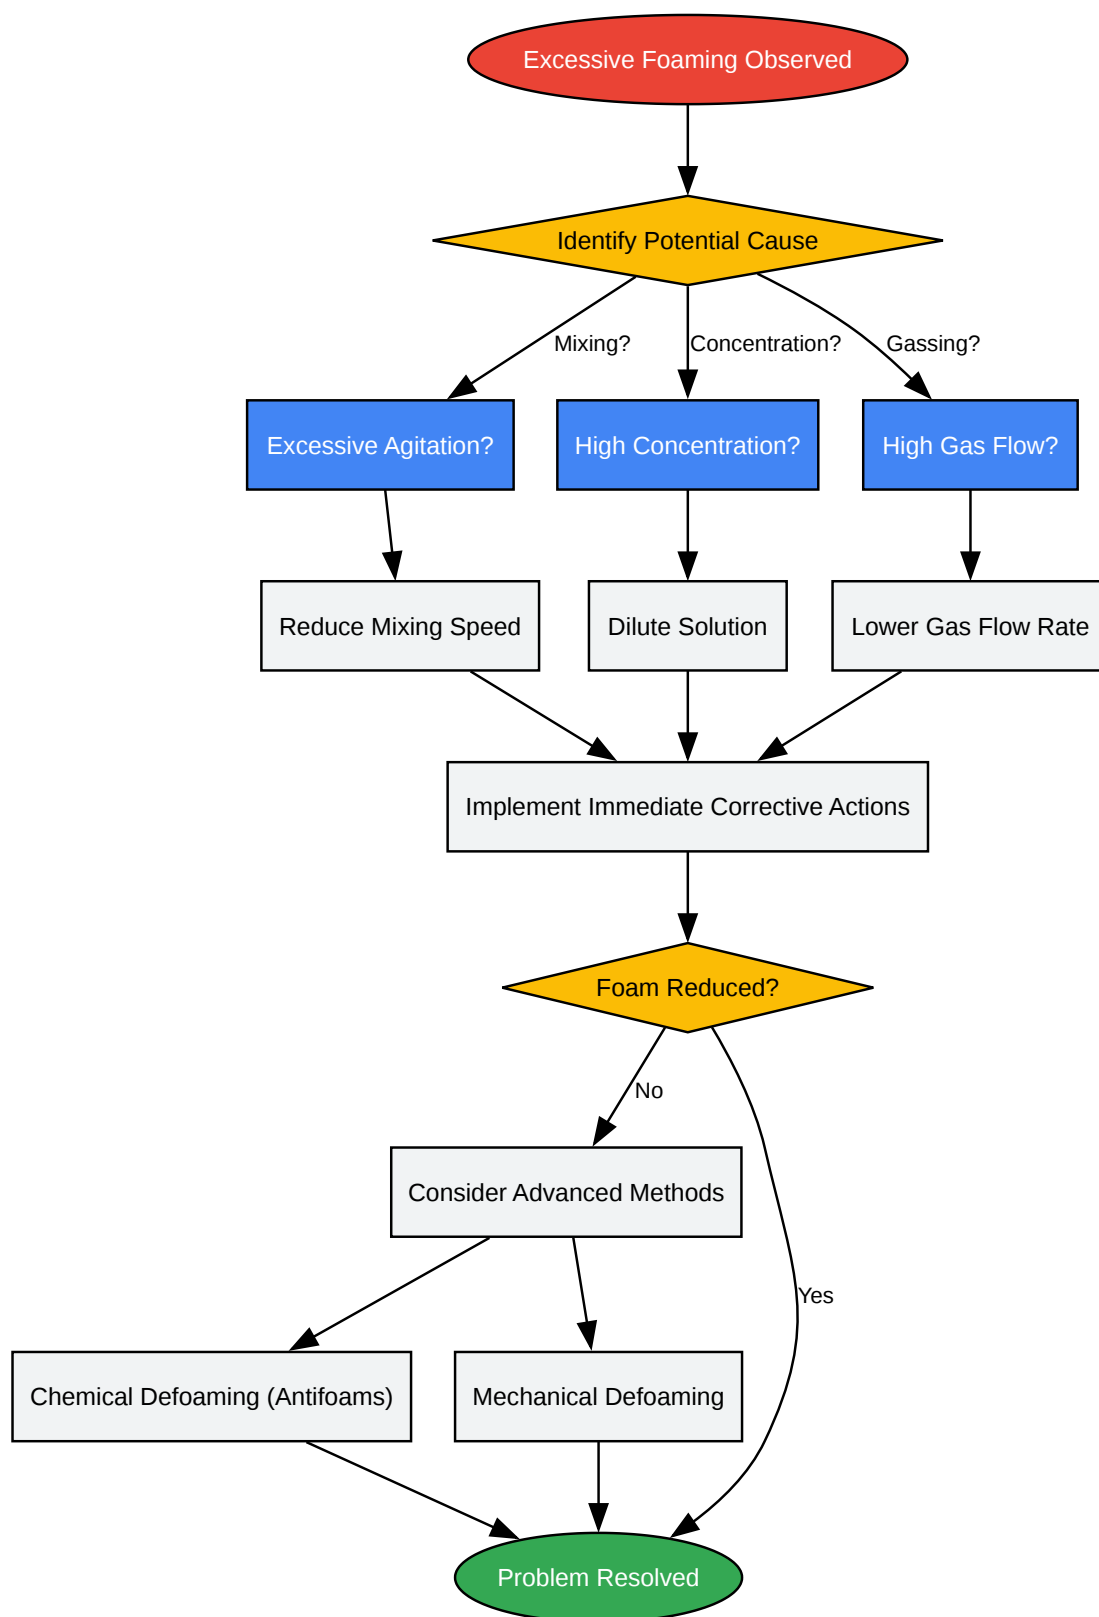 Excessive Foaming Observed
Identify Potential Cause
Mixing?
Concentration?
Gassing?
Excessive Agitation?
High Concentration?
High Gas Flow?
Reduce Mixing Speed
Dilute Solution
Lower Gas Flow Rate
Implement Immediate Corrective Actions
Foam Reduced?
No
Consider Advanced Methods
Yes
Chemical Defoaming (Antifoams)
Mechanical Defoaming
Problem Resolved